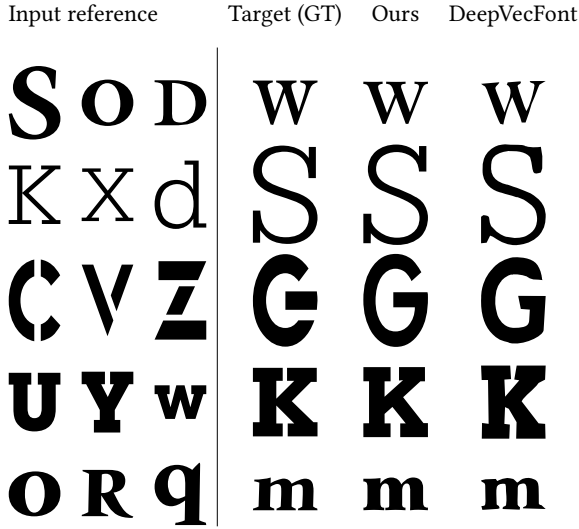 Input reference Target (GT) Ours DeepVecFont
S O D W W W
K X d S S S
C V Z G G G
U Y w K K K
O R q m m m